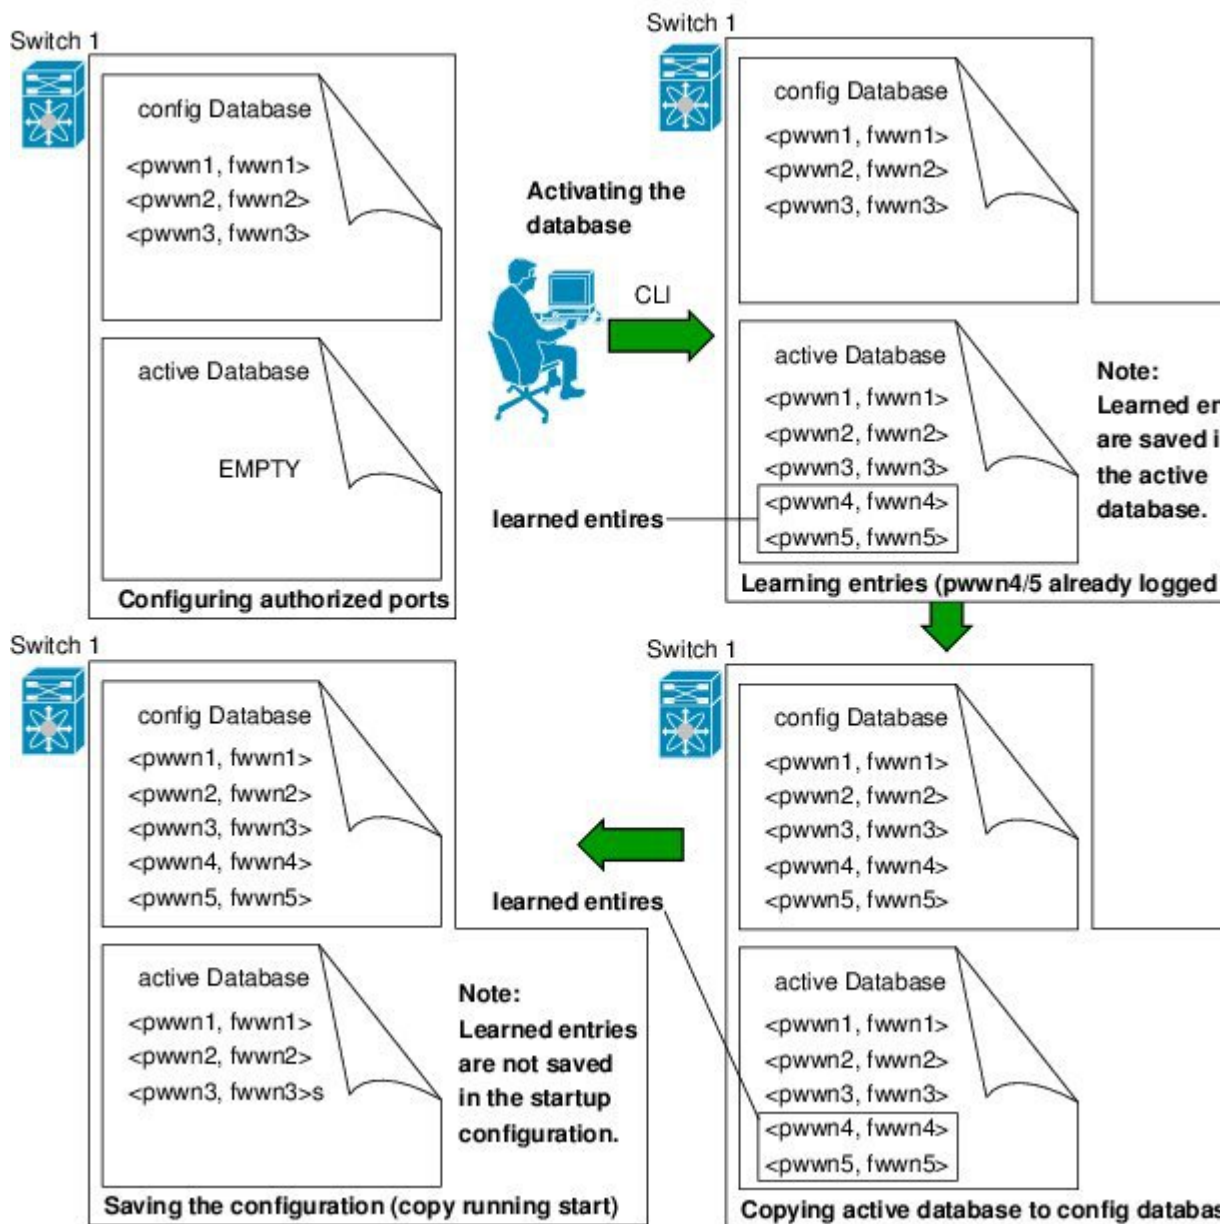 Switch 1
config Database
<pwwn1, fwwn1>
<pwwn2, fwwn2>
<pwwn3, fwwn3>
active Database
EMPTY
Configuring authorized ports
Activating the
database
CLI
learned entires
Switch 1
config Database
<pwwn1, fwwn1>
<pwwn2, fwwn2>
<pwwn3, fwwn3>
active Database
<pwwn1, fwwn1>
<pwwn2, fwwn2>
<pwwn3, fwwn3>
<pwwn4, fwwn4>
<pwwn5, fwwn5>
Note:
Learned
are saved
the active
database.
Learning entries (pwwn4/5 already logged
Switch 1
config Database
<pwwn1, fwwn1>
<pwwn2, fwwn2>
<pwwn3, fwwn3>
<pwwn4, fwwn4>
<pwwn5, fwwn5>
active Database
<pwwn1, fwwn1>
<pwwn2, fwwn2>
<pwwn3, fwwn3>s
Note:
Learned entries
are not saved
in the startup
configuration.
Saving the configuration (copy running start)
learned entires
Switch 1
config Database
<pwwn1, fwwn1>
<pwwn2, fwwn2>
<pwwn3, fwwn3>
<pwwn4, fwwn4>
<pwwn5, fwwn5>
active Database
<pwwn1, fwwn1>
<pwwn2, fwwn2>
<pwwn3, fwwn3>
<pwwn4, fwwn4>
<pwwn5, fwwn5>
Copying active database to config